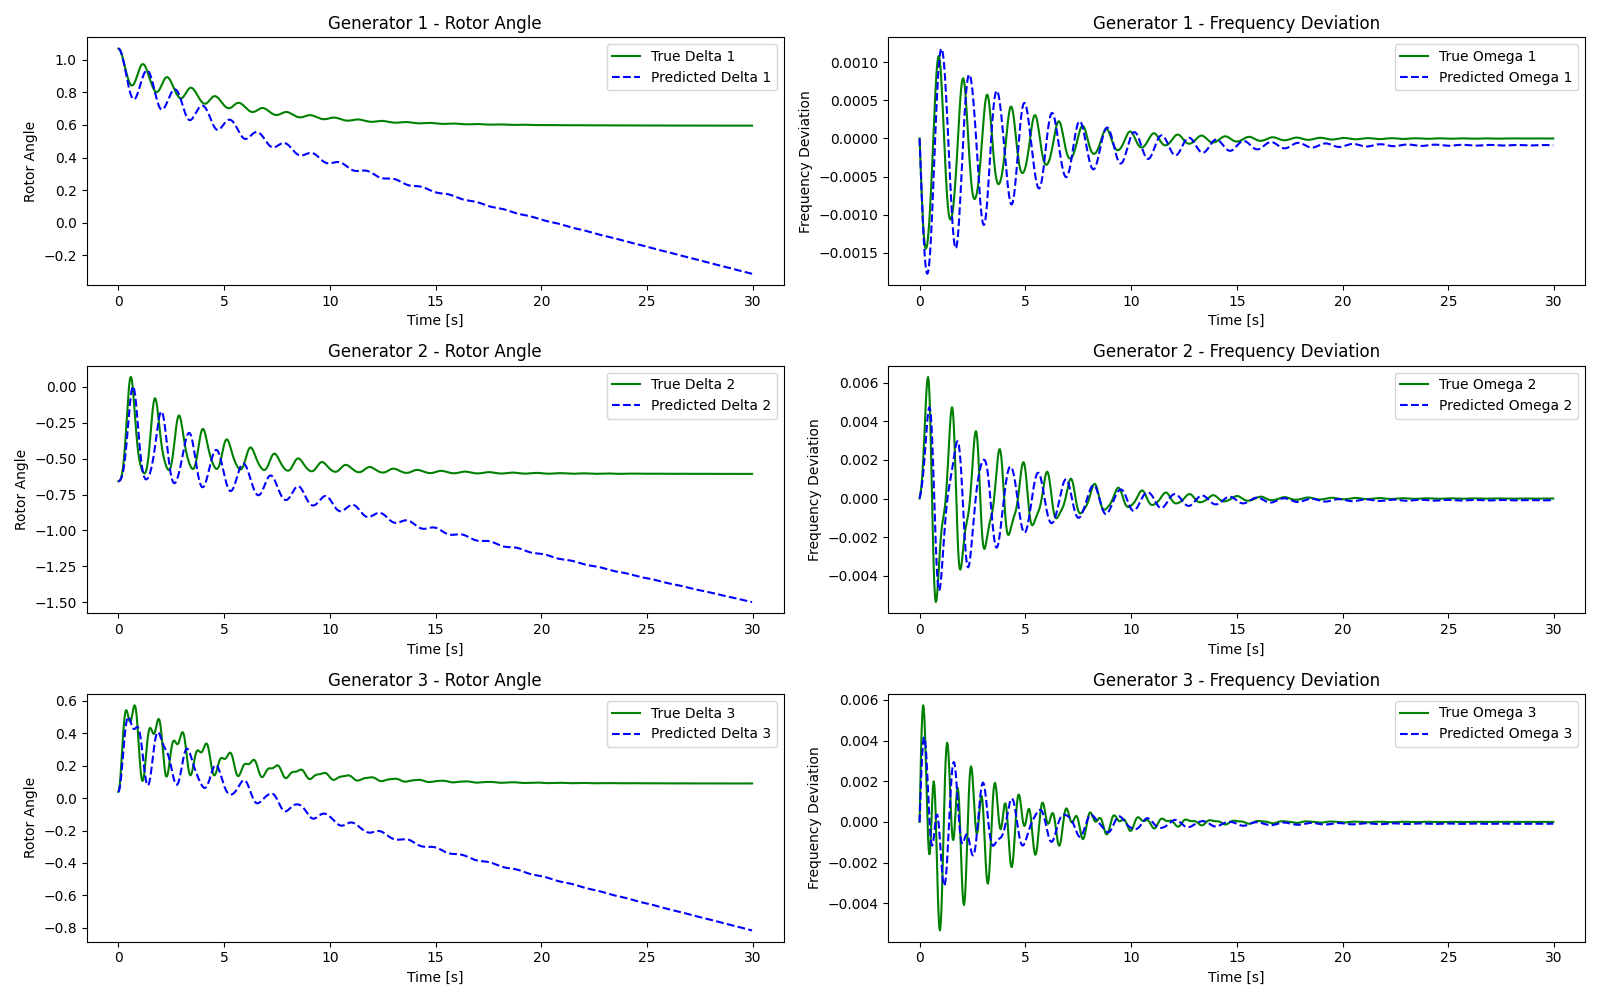 Generator 1 - Rotor Angle
Rotor Angle
1.0
0.8
0.6
0.4
0.2
0.0
−0.2
True Delta 1
Predicted Delta 1
0 5 10 15 20 25 30
Time [s]
Generator 1 - Frequency Deviation
Frequency Deviation
0.0010
0.0005
0.0000
−0.0005
−0.0010
−0.0015
True Omega 1
Predicted Omega 1
0 5 10 15 20 25 30
Time [s]
Generator 2 - Rotor Angle
Rotor Angle
0.00
−0.25
−0.50
−0.75
−1.00
−1.25
−1.50
True Delta 2
Predicted Delta 2
0 5 10 15 20 25 30
Time [s]
Generator 2 - Frequency Deviation
Frequency Deviation
0.006
0.004
0.002
0.000
−0.002
−0.004
True Omega 2
Predicted Omega 2
0 5 10 15 20 25 30
Time [s]
Generator 3 - Rotor Angle
Rotor Angle
0.6
0.4
0.2
0.0
−0.2
−0.4
−0.6
−0.8
True Delta 3
Predicted Delta 3
0 5 10 15 20 25 30
Time [s]
Generator 3 - Frequency Deviation
Frequency Deviation
0.006
0.004
0.002
0.000
−0.002
−0.004
True Omega 3
Predicted Omega 3
0 5 10 15 20 25 30
Time [s]